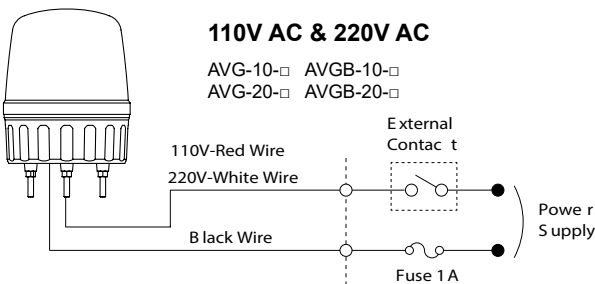 110V AC & 220V AC
AVG-10-□ AVGB-10-□
AVG-20-□ AVGB-20-□
External
Contac t
110V-Red Wire
220V-White Wire
Powe r
S upply
B lack Wire
Fuse 1 A